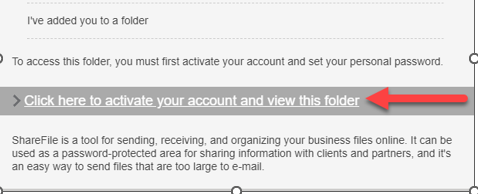 I've added you to a folder
To access this folder, you must first activate your account and set your personal password.
Click here to activate your account and view this folder
ShareFile is a tool for sending, receiving, and organizing your business files online. It can be
used as a password-protected area for sharing information with clients and partners, and it's
an easy way to send files that are too large to e-mail.